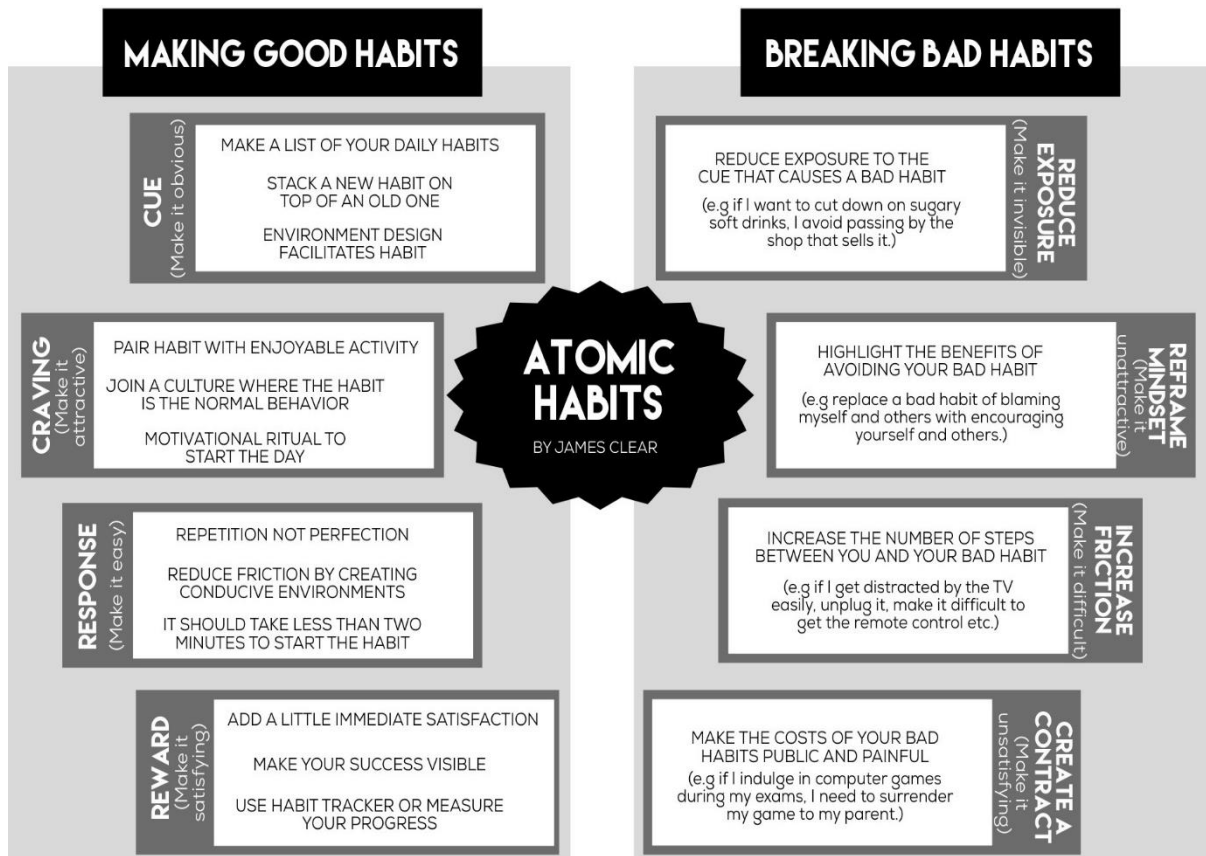 MAKING GOOD HABITS
CUE
(Make it obvious)
MAKE A LIST OF YOUR DAILY HABITS
STACK A NEW HABIT ON
TOP OF AN OLD ONE
ENVIRONMENT DESIGN
FACILITATES HABIT
CRAVING
(Make it
attractive)
PAIR HABIT WITH ENJOYABLE ACTIVITY
JOIN A CULTURE WHERE THE HABIT
IS THE NORMAL BEHAVIOR
MOTIVATIONAL RITUAL TO
START THE DAY
RESPONSE
(Make it easy)
REPETITION NOT PERFECTION
REDUCE FRICTION BY CREATING
CONDUCIVE ENVIRONMENTS
IT SHOULD TAKE LESS THAN TWO
MINUTES TO START THE HABIT
REWARD
(Make it
satisfying)
ADD A LITTLE IMMEDIATE SATISFACTION
MAKE YOUR SUCCESS VISIBLE
USE HABIT TRACKER OR MEASURE
YOUR PROGRESS
ATOMIC
HABITS
BY JAMES CLEAR
BREAKING BAD HABITS
REDUCE
EXPOSURE
(Make it invisible)
REDUCE EXPOSURE TO THE
CUE THAT CAUSES A BAD HABIT
(e.g if I want to cut down on sugary
soft drinks, I avoid passing by the
shop that sells it.)
REFRAME
MINDSET
(Make it
unattractive)
HIGHLIGHT THE BENEFITS OF
AVOIDING YOUR BAD HABIT
(e.g replace a bad habit of blaming
myself and others with encouraging
yourself and others.)
INCREASE
FRICTION
(Make it difficult)
INCREASE THE NUMBER OF STEPS
BETWEEN YOU AND YOUR BAD HABIT
(e.g if I get distracted by the TV
easily, unplug it, make it difficult to
get the remote control etc.)
CREATE A
CONTRACT
(Make it
unsatisfying)
MAKE THE COSTS OF YOUR BAD
HABITS PUBLIC AND PAINFUL
(e.g if I indulge in computer games
during my exams, I need to surrender
my game to my parent.)